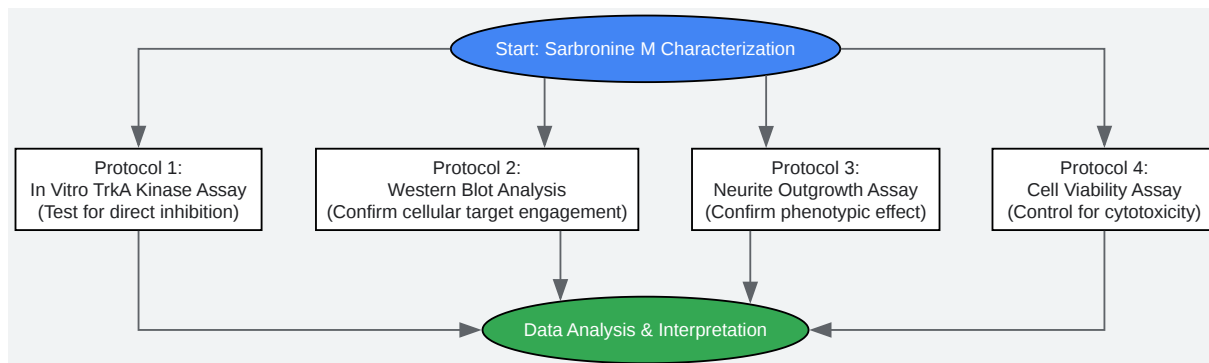 Start: Sarbronine M Characterization
Protocol 1:
In Vitro TrkA Kinase Assay
(Test for direct inhibition)
Protocol 2:
Western Blot Analysis
(Confirm cellular target engagement)
Protocol 3:
Neurite Outgrowth Assay
(Confirm phenotypic effect)
Protocol 4:
Cell Viability Assay
(Control for cytotoxicity)
Data Analysis & Interpretation